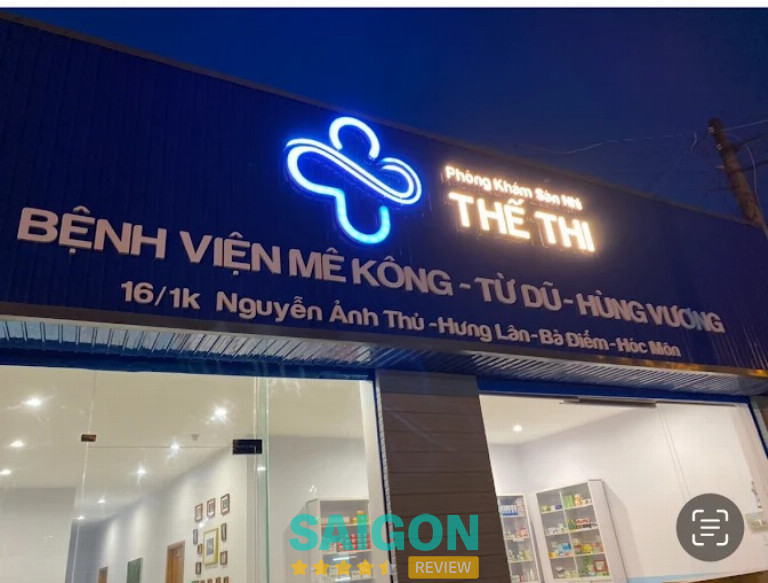 Phòng Khám Sản Nhi
THẾ THI
BỆNH VIỆN MÊ KÔNG - TỪ DŨ - HÙNG VƯƠNG
16/1k Nguyễn Ảnh Thủ -Hưng Lân-Bà Điểm-Hóc Môn
SAIGON
REVIEW